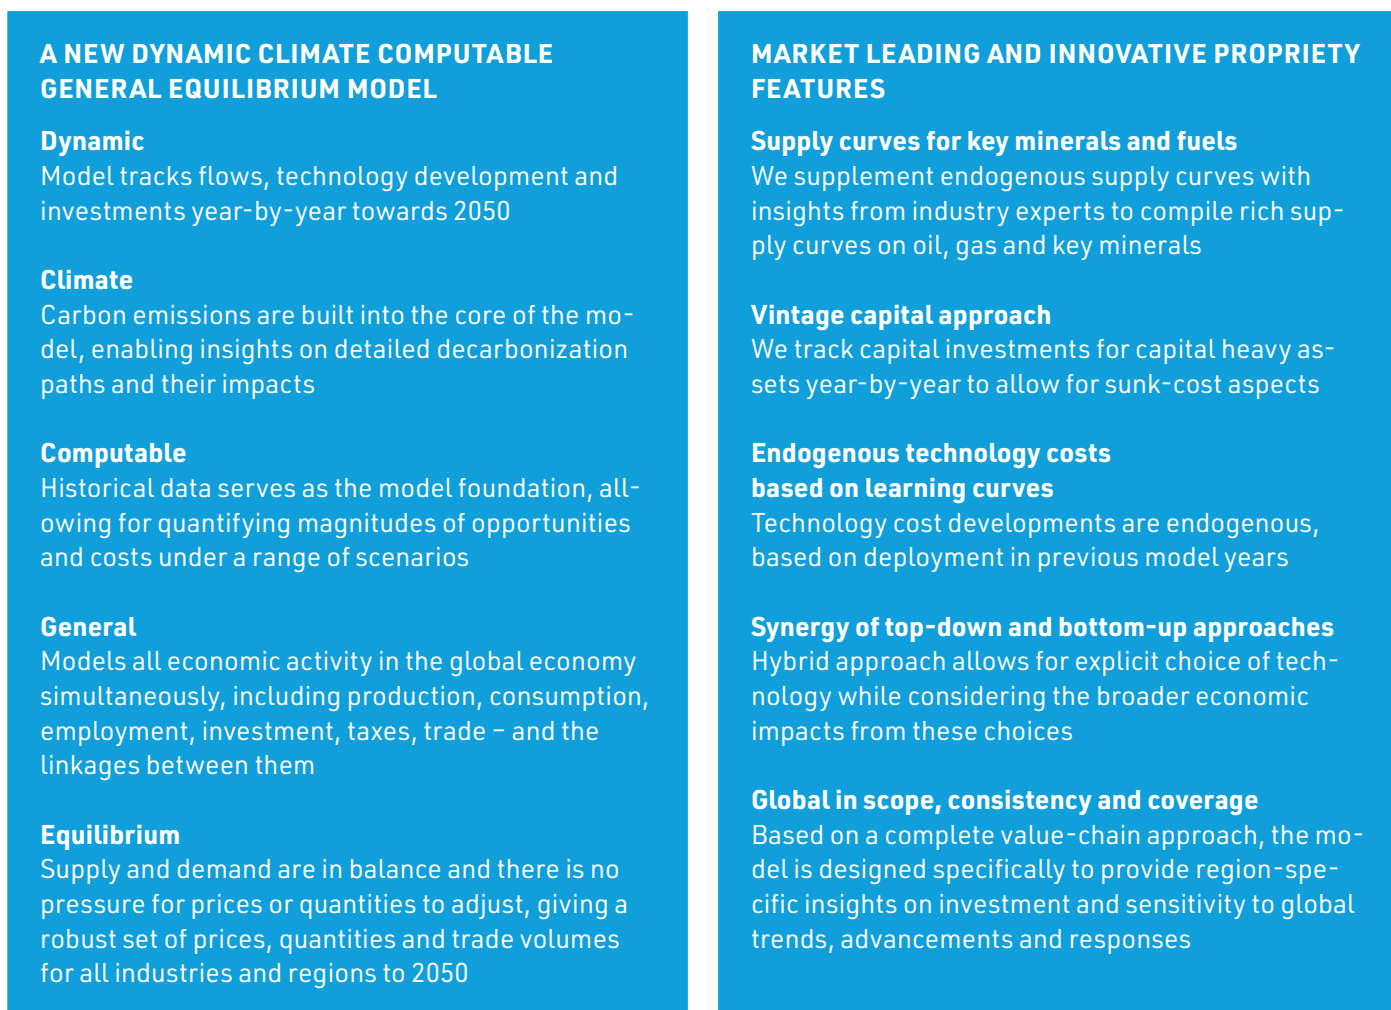 A NEW DYNAMIC CLIMATE COMPUTABLE
GENERAL EQUILIBRIUM MODEL
Dynamic
Model tracks flows, technology development and
investments year-by-year towards 2050
Climate
Carbon emissions are built into the core of the mo-
del, enabling insights on detailed decarbonization
paths and their impacts
Computable
Historical data serves as the model foundation, all-
owing for quantifying magnitudes of opportunities
and costs under a range of scenarios
General
Models all economic activity in the global economy
simultaneously, including production, consumption,
employment, investment, taxes, trade – and the
linkages between them
Equilibrium
Supply and demand are in balance and there is no
pressure for prices or quantities to adjust, giving a
robust set of prices, quantities and trade volumes
for all industries and regions to 2050
MARKET LEADING AND INNOVATIVE PROPRIETY
FEATURES
Supply curves for key minerals and fuels
We supplement endogenous supply curves with
insights from industry experts to compile rich sup-
ply curves on oil, gas and key minerals
Vintage capital approach
We track capital investments for capital heavy as-
sets year-by-year to allow for sunk-cost aspects
Endogenous technology costs
based on learning curves
Technology cost developments are endogenous,
based on deployment in previous model years
Synergy of top-down and bottom-up approaches
Hybrid approach allows for explicit choice of tech-
nology while considering the broader economic
impacts from these choices
Global in scope, consistency and coverage
Based on a complete value-chain approach, the mo-
del is designed specifically to provide region-spe-
cific insights on investment and sensitivity to global
trends, advancements and responses